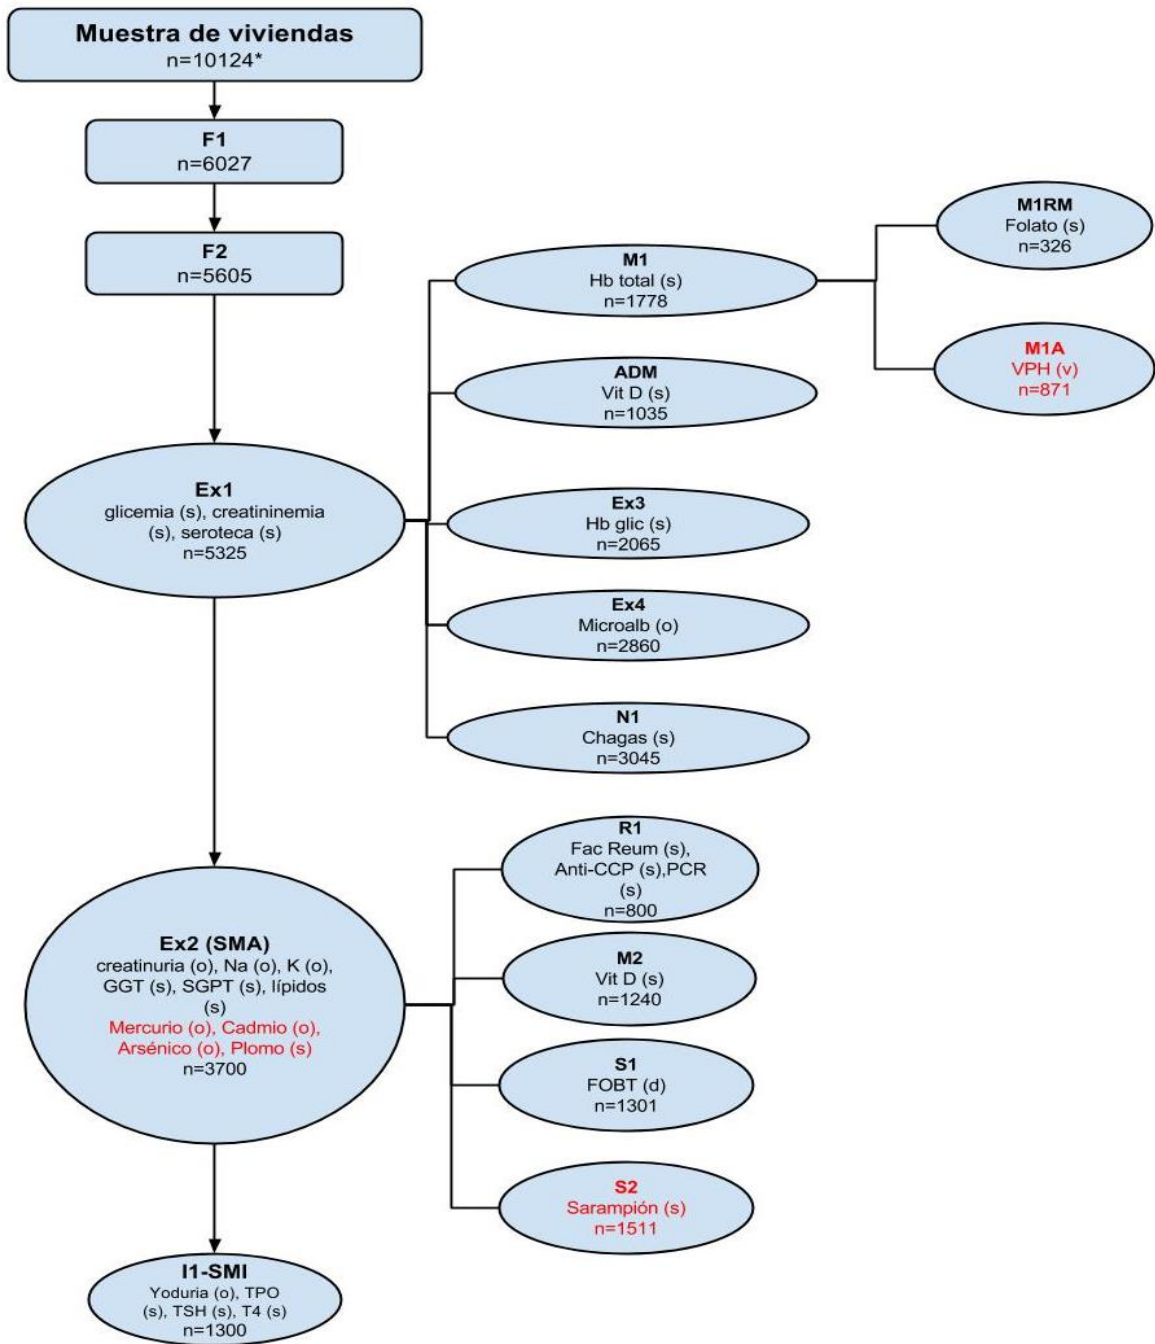 Muestra de viviendas
n=10124*
F1
n=6027
F2
n=5605
Ex1
glicemia (s), creatininemia
(s), seroteca (s)
n=5325
M1
Hb total (s)
n=1778
M1RM
Folato (s)
n=326
M1A
VPH (v)
n=871
ADM
Vit D (s)
n=1035
Ex3
Hb glic (s)
n=2065
Ex4
Microalb (o)
n=2860
N1
Chagas (s)
n=3045
Ex2 (SMA)
creatinuria (o), Na (o), K (o),
GGT (s), SGPT (s), lípidos
(s)
Mercurio (o), Cadmio (o),
Arsénico (o), Plomo (s)
n=3700
R1
Fac Reum (s),
Anti-CCP (s),PCR
(s)
n=800
M2
Vit D (s)
n=1240
S1
FOBT (d)
n=1301
S2
Sarampión (s)
n=1511
I1-SMI
Yoduria (o), TPO
(s), TSH (s), T4 (s)
n=1300